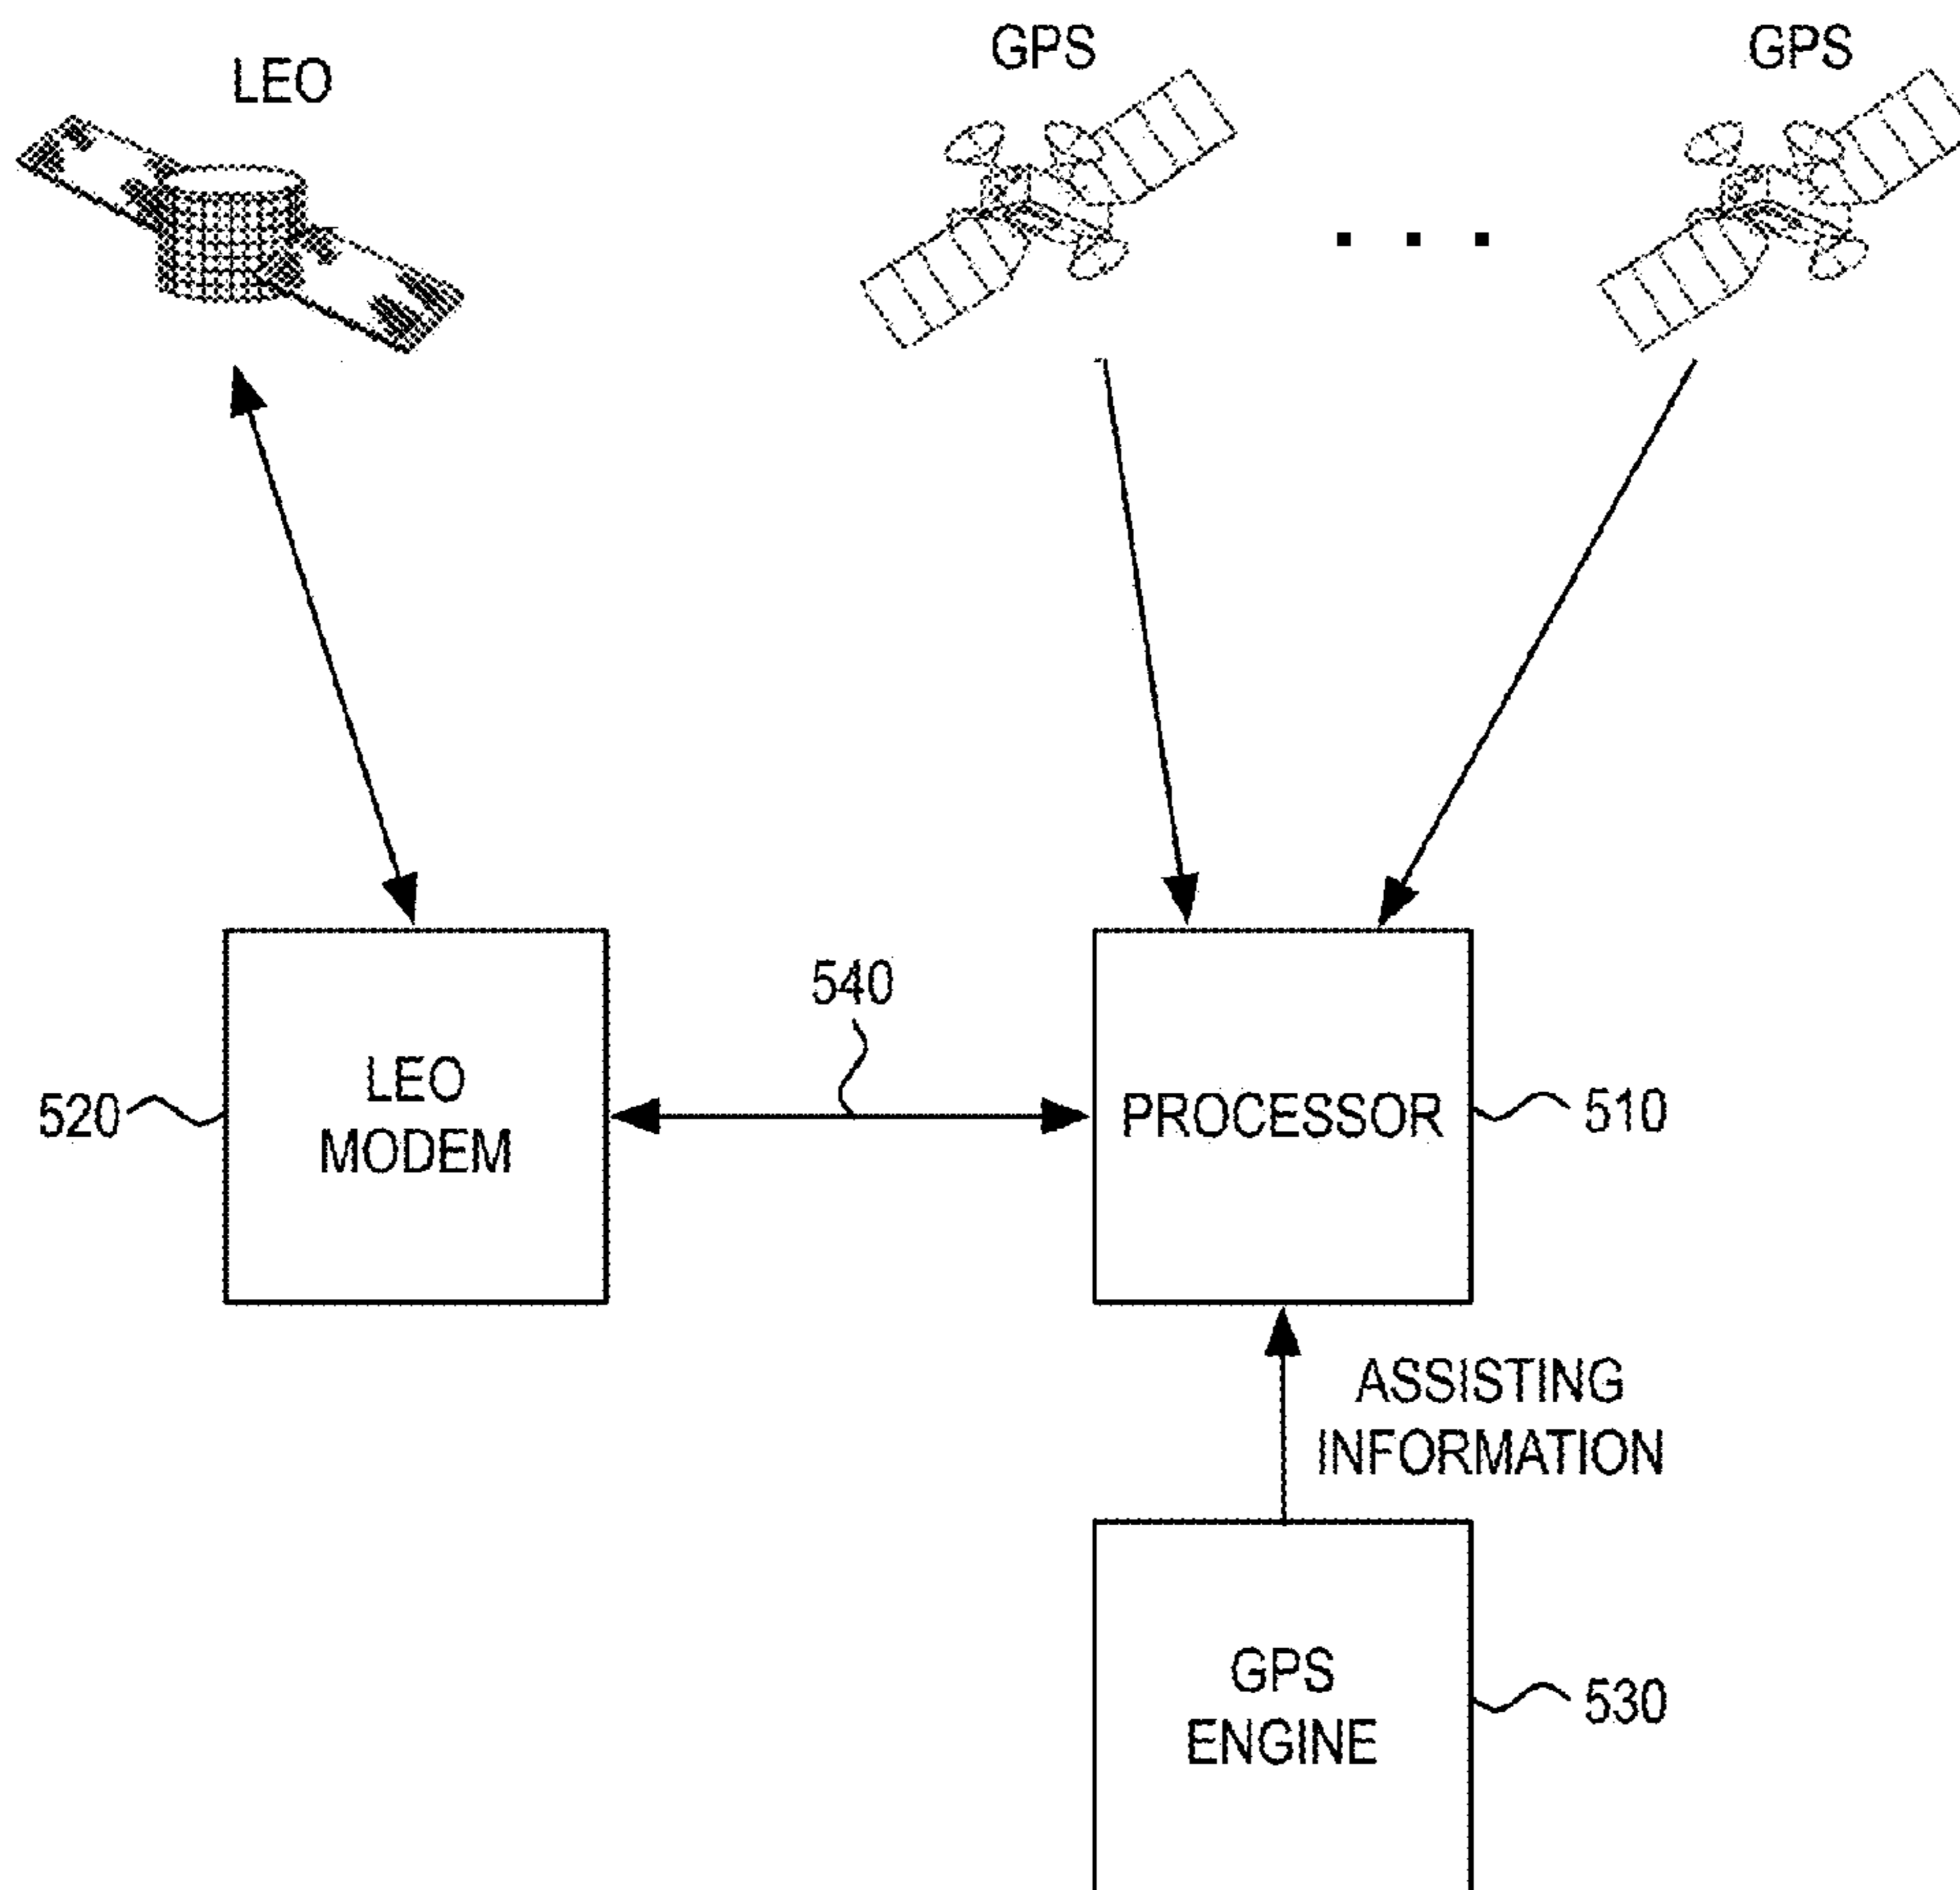 LEO
GPS
GPS
. . .
540
LEO
MODEM
520
PROCESSOR
510
ASSISTING
INFORMATION
GPS
ENGINE
530